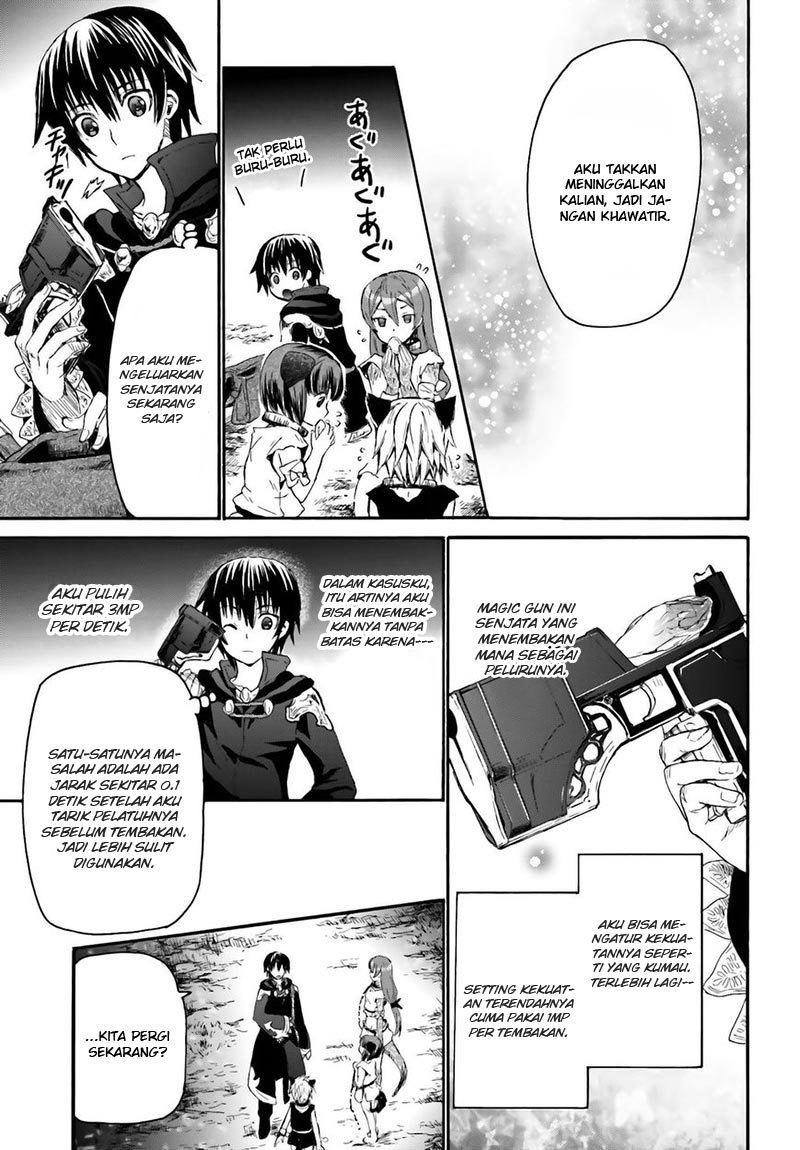 AKU TAKKAN
MENINGGALKAN
KALIAN, JADI JA-
NGAN KHAWATIR.
あぐあぐあぐ
TAK PERLU
BURU-BURU.
APA AKU ME-
NGELUARKAN
SENJATANYA
SEKARANG
SAJA?
MAGIC GUN INI
SENJATA YANG
MENEMBAKAN
MANA SEBAGAI
PELURUNYA.
AKU BISA ME-
NGATUR KEKUA-
TANNYA SEPER-
TI YANG KUMAU.
TERLEBIH LAGI--
SETTING KEKUAT-
AN TERENDAHNYA
CUMA PAKAI 1MP
PER TEMBAKAN.
DALAM KASUSKU,
ITU ARTINYA AKU
BISA MENEMBAK-
KANNYA TANPA
BATAS KARENA---
AKU PULIH
SEKITAR 3MP
PER DETIK.
SATU-SATUNYA MA-
SALAH ADALAH ADA
JARAK SEKITAR 0.1
DETIK SETELAH AKU
TARIK PELATUHNYA
SEBELUM TEMBAKAN.
JADI LEBIH SULIT
DIGUNAKAN.
...KITA PERGI
SEKARANG?